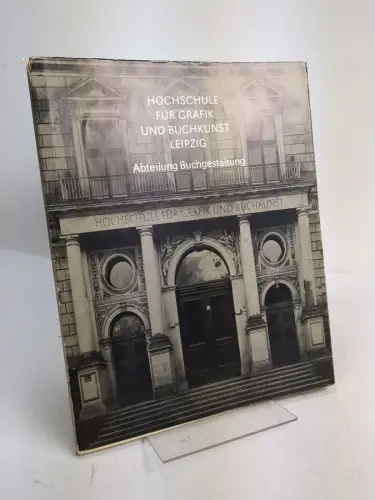 HOCHSCHULE
FÜR GRAFIK
UND BUCHKUNST
LEIPZIG
Abteilung Buchgestaltung
HOCHSCHULE FÜR GRAFIK UND BUCHKUNST